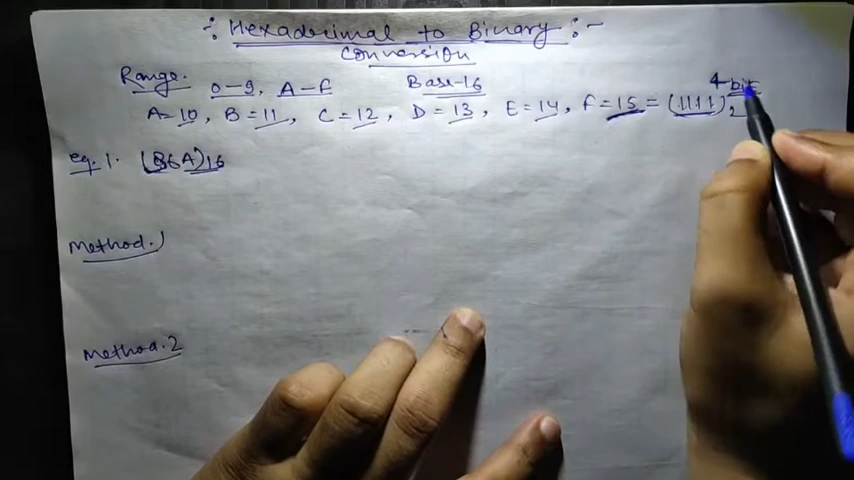 :- Hexadecimal to Binary :-
Conversion
Range. 0-9, A-F Base-16 4-bit
A=10, B=11, C=12, D=13, E=14, F=15=(1111)2
eg.1. (B6A)16
Method.1
Method.2